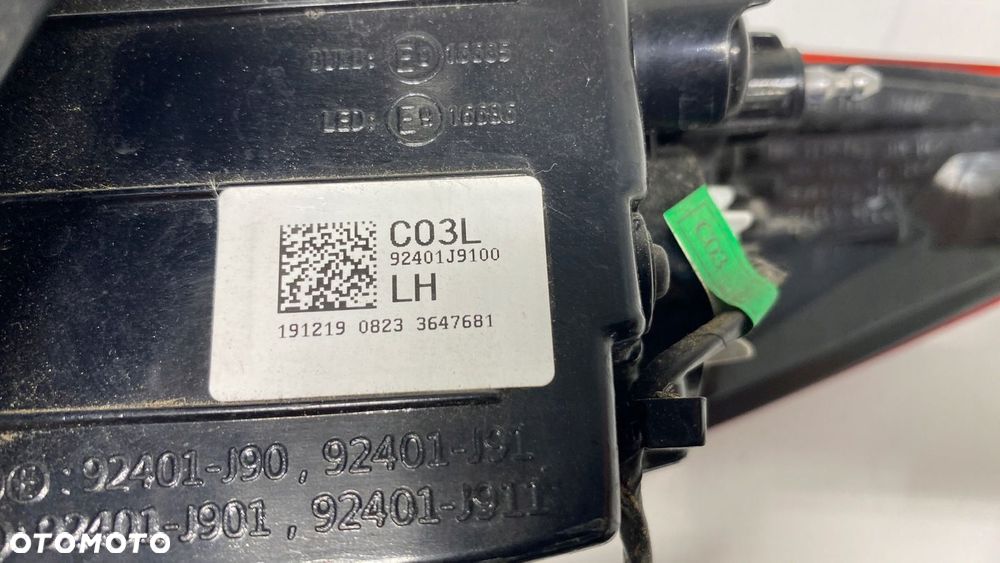 BULB: E9 16685
LED: E9 16686
C03L
92401J9100
LH
191219 0823 3647681
C03
: 92401-J90 , 92401-J91
92401-J901 , 92401-J911
OTOMOTO